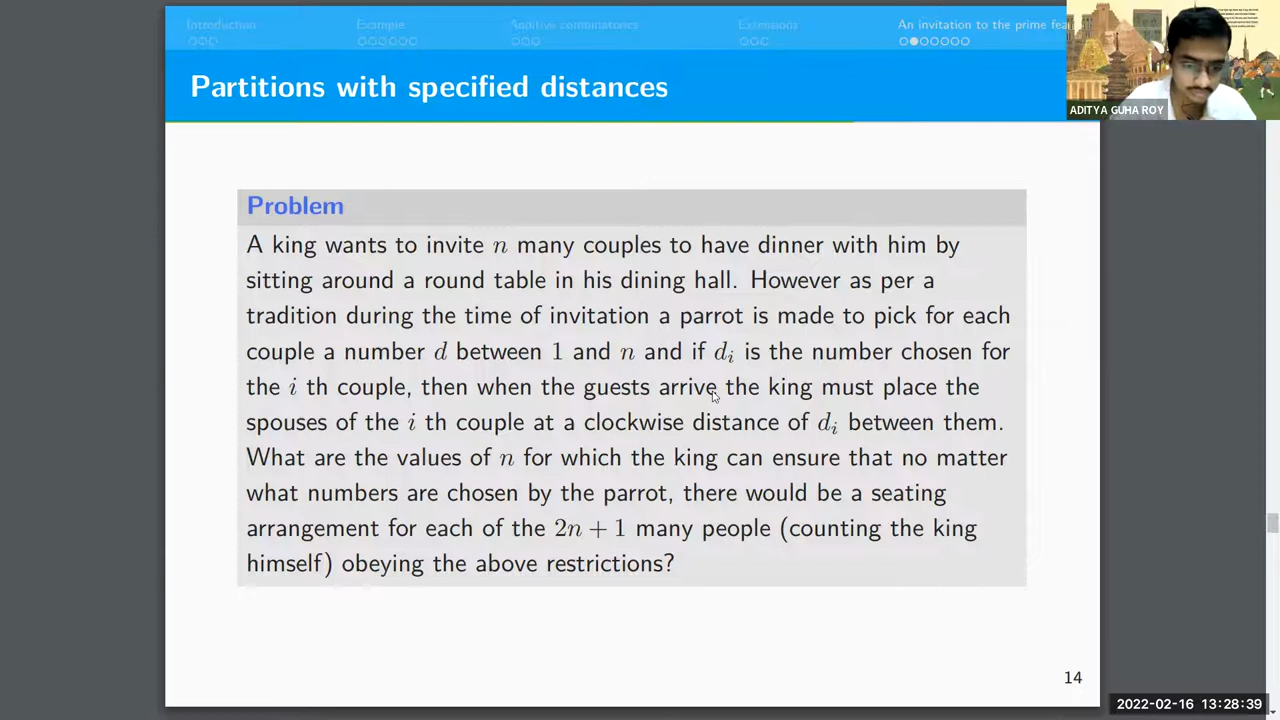 Introduction Example Additive combinatorics Extensions An invitation to the prime fea
ADITYA GUHA ROY
Partitions with specified distances
Problem
A king wants to invite n many couples to have dinner with him by
sitting around a round table in his dining hall. However as per a
tradition during the time of invitation a parrot is made to pick for each
couple a number d between 1 and n and if dᵢ is the number chosen for
the i th couple, then when the guests arrive the king must place the
spouses of the i th couple at a clockwise distance of dᵢ between them.
What are the values of n for which the king can ensure that no matter
what numbers are chosen by the parrot, there would be a seating
arrangement for each of the 2n + 1 many people (counting the king
himself) obeying the above restrictions?
14
2022-02-16 13:28:39